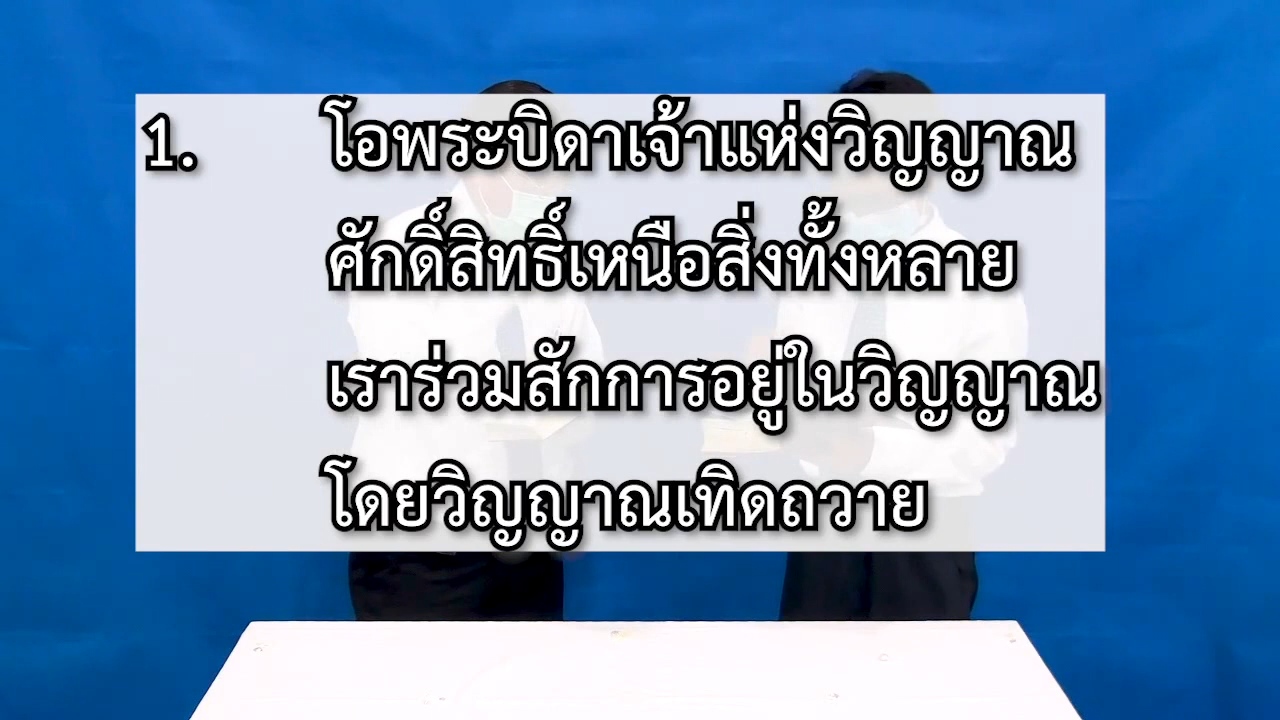 1. โอพระบิดาเจ้าแห่งวิญญาณ
ศักดิ์สิทธิ์เหนือสิ่งทั้งหลาย
เราร่วมสักการอยู่ในวิญญาณ
โดยวิญญาณเทิดถวาย